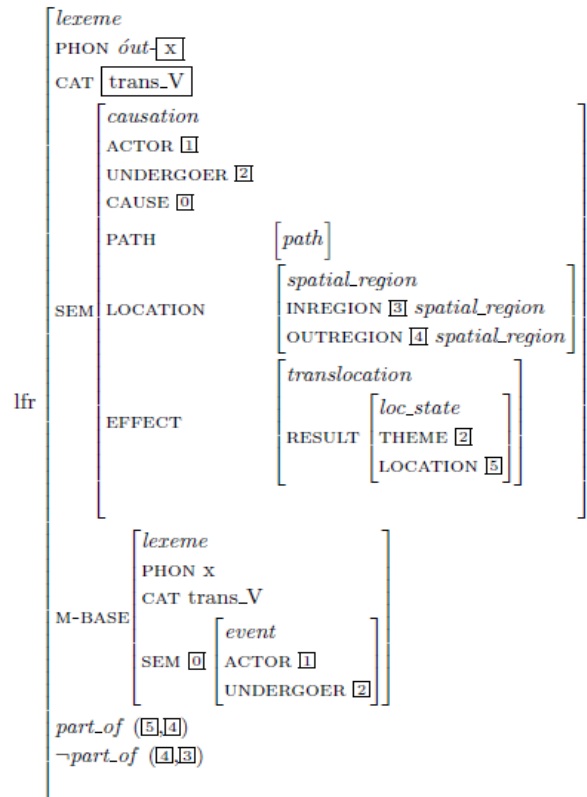 lexeme
PHON óut-x
CAT trans_V
causation
ACTOR 1
UNDERGOER 2
CAUSE 0
PATH [path]
spatial_region
SEM LOCATION INREGION 3 spatial_region
OUTREGION 4 spatial_region
translocation
lfr
loc_state
EFFECT RESULT THEME 2
LOCATION 5
lexeme
PHON x
CAT trans_V
M-BASE
event
SEM 0 ACTOR 1
UNDERGOER 2
part_of (5,4)
¬part_of (4,3)